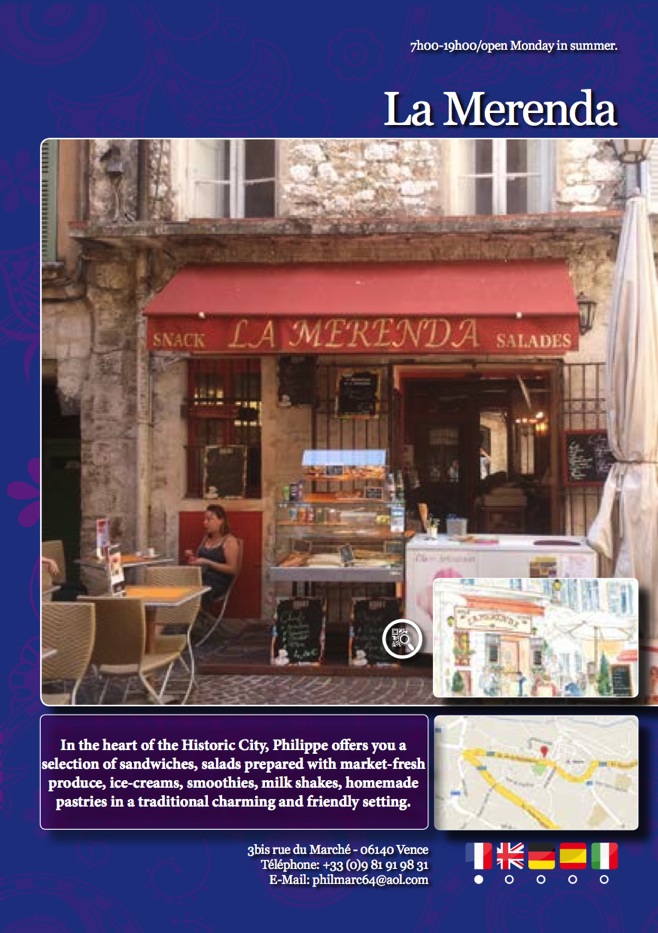 7h00-19h00/open Monday in summer.
La Merenda
SNACK LA MERENDA SALADES
LA MERENDA
In the heart of the Historic City, Philippe offers you a
selection of sandwiches, salads prepared with market-fresh
produce, ice-creams, smoothies, milk shakes, homemade
pastries in a traditional charming and friendly setting.
3bis rue du Marché - 06140 Vence
Téléphone: +33 (0)9 81 91 98 31
E-Mail: philmarc64@aol.com